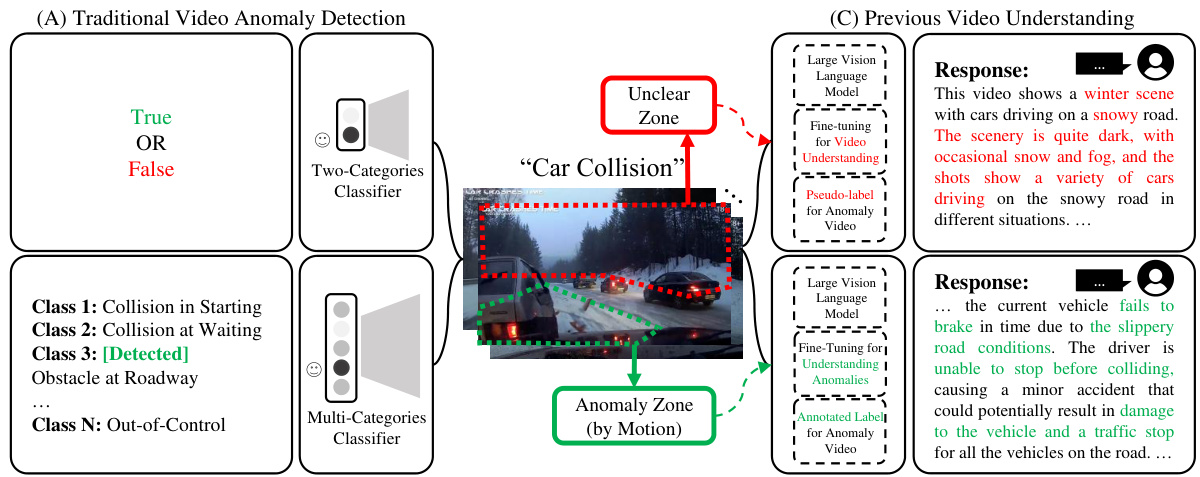 (A) Traditional Video Anomaly Detection
True
OR
False
Two-Categories
Classifier
Class 1: Collision in Starting
Class 2: Collision at Waiting
Class 3: [Detected]
Obstacle at Roadway
…
Class N: Out-of-Control
Multi-Categories
Classifier
Unclear
Zone
“Car Collision”
Anomaly Zone
(by Motion)
(C) Previous Video Understanding
Large Vision
Language
Model
Fine-tuning
for Video
Understanding
Pseudo-label
for Anomaly
Video
...
Response:
This video shows a winter scene
with cars driving on a snowy road.
The scenery is quite dark, with
occasional snow and fog, and the
shots show a variety of cars
driving on the snowy road in
different situations. …
Large Vision
Language
Model
Fine-Tuning for
Understanding
Anomalies
Annotated Label
for Anomaly
Video
...
Response:
… the current vehicle fails to
brake in time due to the slippery
road conditions. The driver is
unable to stop before colliding,
causing a minor accident that
could potentially result in damage
to the vehicle and a traffic stop
for all the vehicles on the road. …